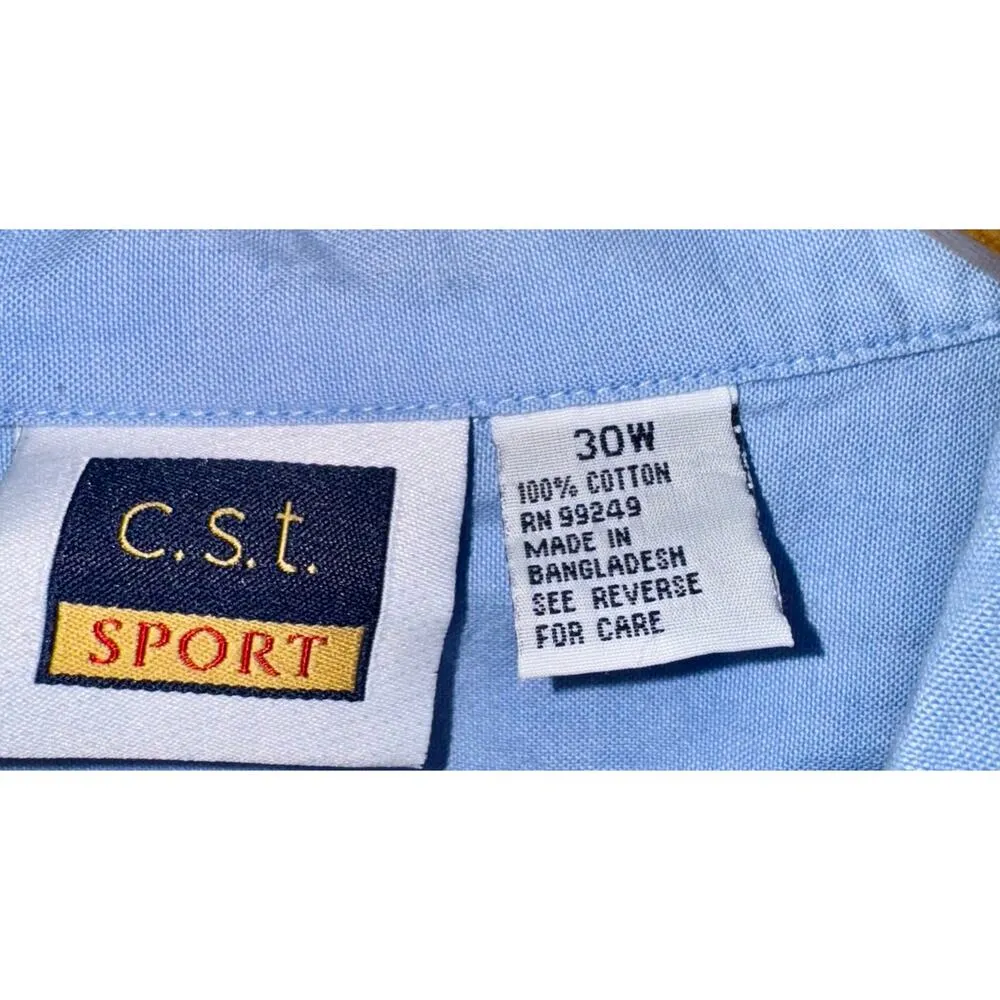 c.s.t.
SPORT
30W
100% COTTON
RN 99249
MADE IN
BANGLADESH
SEE REVERSE
FOR CARE